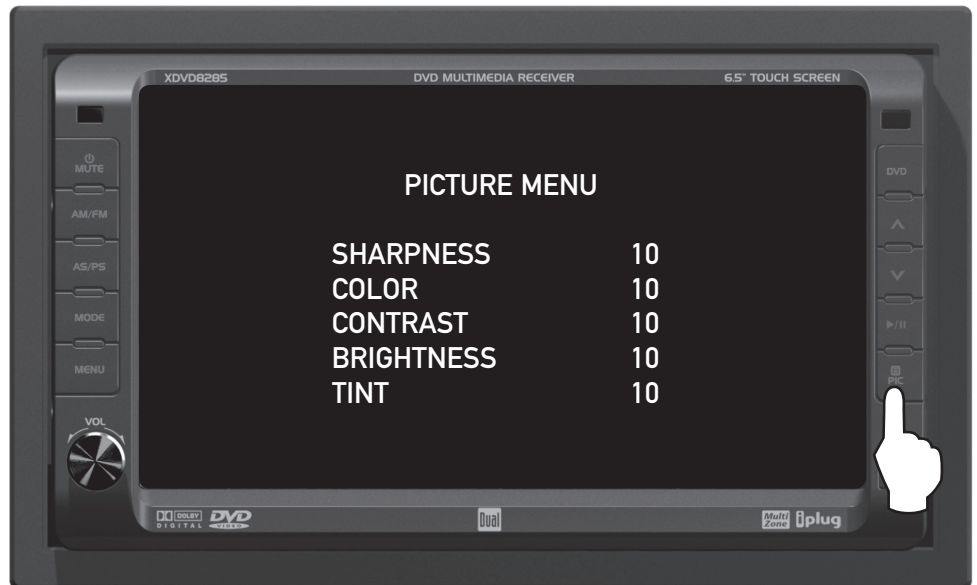 XDVD8285 DVD MULTIMEDIA RECEIVER 6.5" TOUCH SCREEN
MUTE
AM/FM
AS/PS
MODE
MENU
VOL
PICTURE MENU
SHARPNESS 10
COLOR 10
CONTRAST 10
BRIGHTNESS 10
TINT 10
DVD
PIC
DOLBY
DIGITAL
DVD
VIDEO
Dual
Multi
Zone
iplug